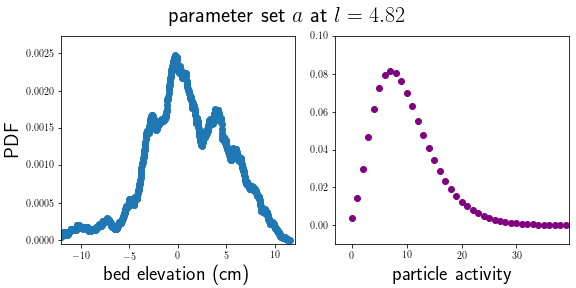 parameter set a at l = 4.82
PDF
0.0025
0.0020
0.0015
0.0010
0.0005
0.0000
−10 −5 0 5 10
bed elevation (cm)
0.10
0.08
0.06
0.04
0.02
0.00
0 10 20 30
particle activity